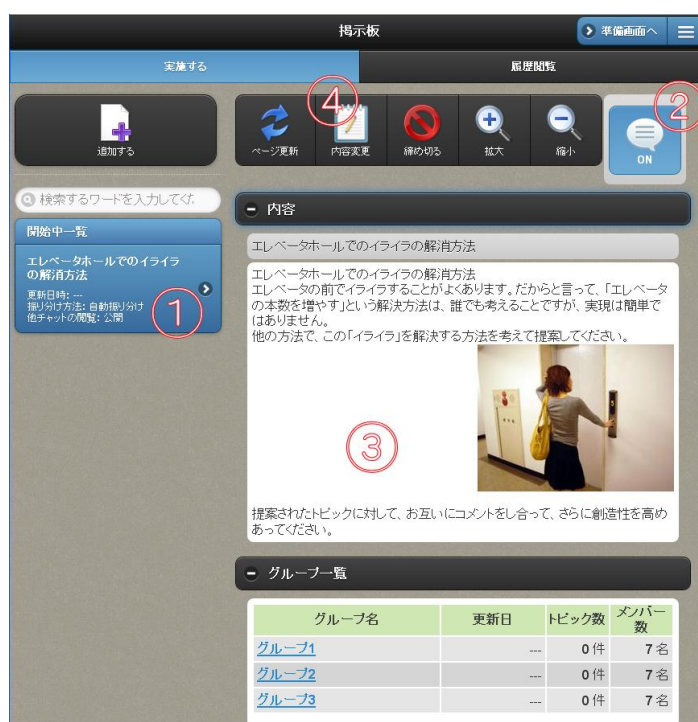 掲示板
準備画面へ
実施する
履歴閲覧
②
④
追加する
ページ更新
内容変更
締め切る
拡大
縮小
ON
検索するワードを入力してくだ
内容
開始中一覧
エレベータホールでのイライラ
の解消方法
更新日時: ---
振り分け方法: 自動振り分け
他チャットの閲覧: 公開
①
エレベータホールでのイライラの解消方法
エレベータホールでのイライラの解消方法
エレベータの前でイライラすることがよくあります。だからと言って、「エレベータ
の本数を増やす」という解決方法は、誰でも考えることですが、実現は簡単で
はありません。
他の方法で、この「イライラ」を解決する方法を考えて提案してください。
③
提案されたトピックに対して、お互いにコメントをし合って、さらに創造性を高め
あってください。
グループ一覧
グループ名 更新日 トピック数 メンバー数
グループ1 --- 0 件 7 名
グループ2 --- 0 件 7 名
グループ3 --- 0 件 7 名